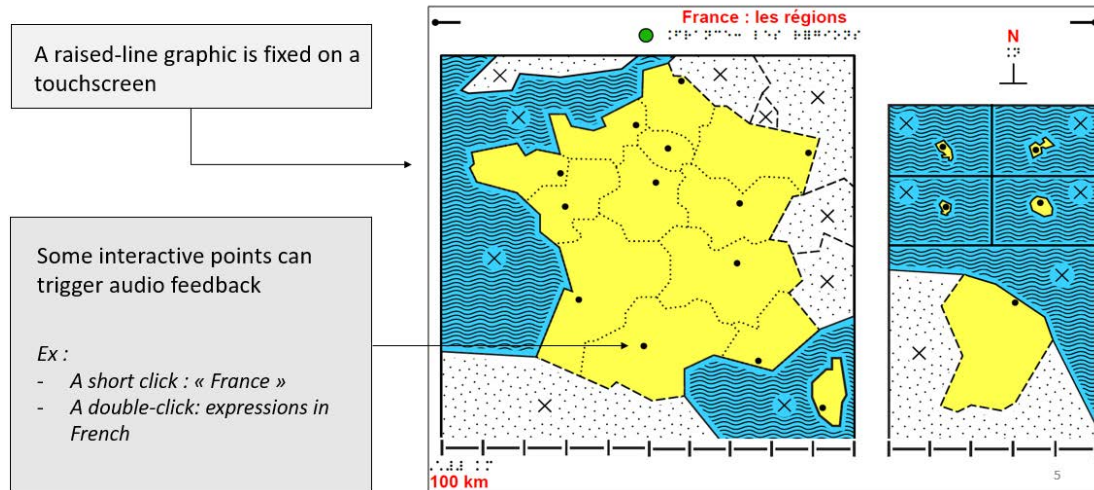 A raised-line graphic is fixed on a
touchscreen
Some interactive points can
trigger audio feedback
Ex :
- A short click : « France »
- A double-click: expressions in
French
France : les régions
N
100 km
5